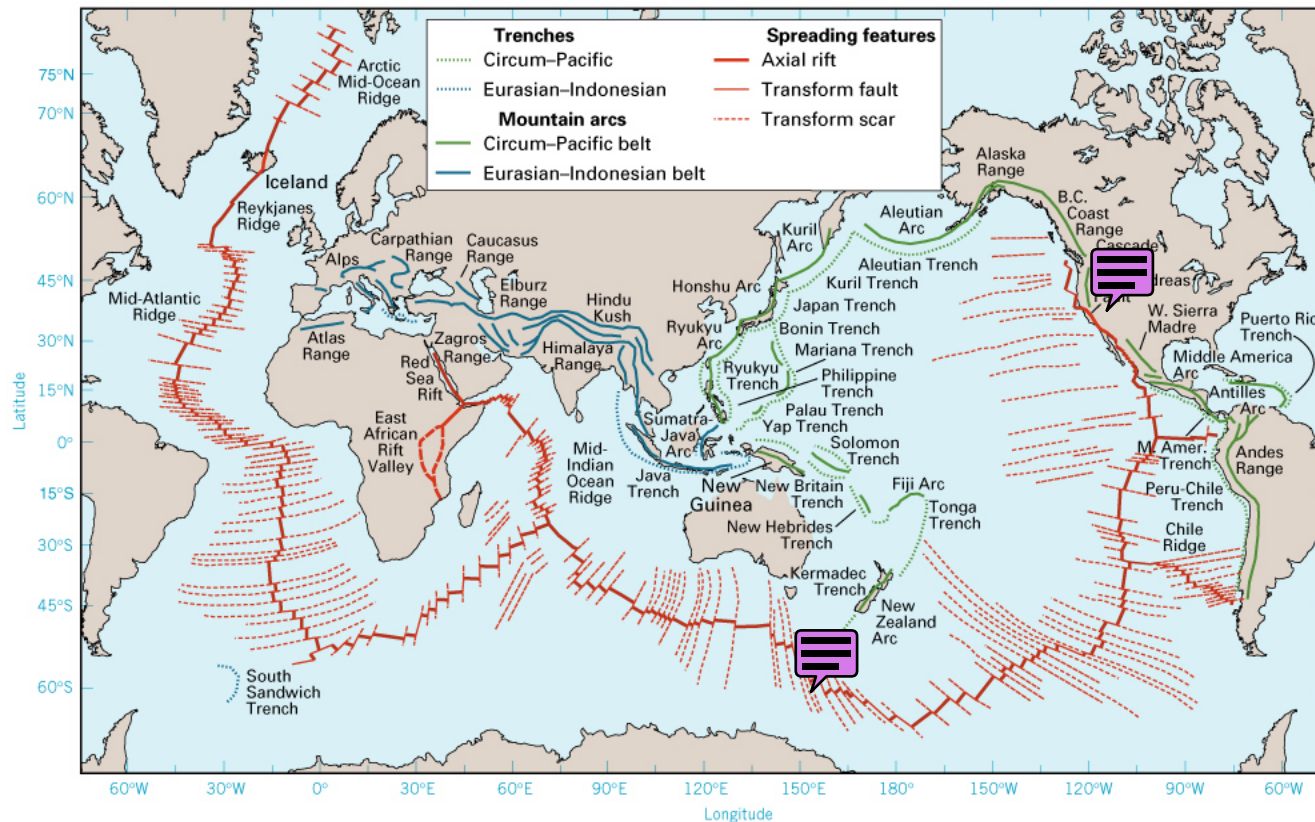 Trenches
Circum–Pacific
Eurasian–Indonesian
Mountain arcs
Circum–Pacific belt
Eurasian–Indonesian belt
Spreading features
Axial rift
Transform fault
Transform scar
75°N
70°N
60°N
45°N
30°N
15°N
0°
15°S
30°S
45°S
60°S
Latitude
Arctic
Mid-Ocean
Ridge
Iceland
Reykjanes
Ridge
Mid-Atlantic
Ridge
Alps
Carpathian
Range
Caucasus
Range
Elburz
Range
Hindu
Kush
Atlas
Range
Zagros
Range
Red
Sea
Rift
Himalaya
Range
East
African
Rift
Valley
Mid-
Indian
Ocean
Ridge
South
Sandwich
Trench
Sumatra-
Java
Arc
Java
Trench
New
Guinea
Honshu Arc
Ryukyu
Arc
Ryukyu
Trench
Kuril
Arc
Aleutian
Arc
Aleutian Trench
Kuril Trench
Japan Trench
Bonin Trench
Mariana Trench
Philippine
Trench
Palau Trench
Yap Trench
Solomon
Trench
New Britain
Trench
New Hebrides
Trench
Fiji Arc
Tonga
Trench
Kermadec
Trench
New
Zealand
Arc
Alaska
Range
B.C.
Coast
Range
Cascade
W. Sierra
Madre
Puerto Rico
Trench
Middle America
Arc
Antilles
Arc
M. Amer.
Trench
Andes
Range
Peru-Chile
Trench
Chile
Ridge
60°W
30°W
0°
30°E
60°E
90°E
120°E
150°E
180°
150°W
120°W
90°W
60°W
Longitude